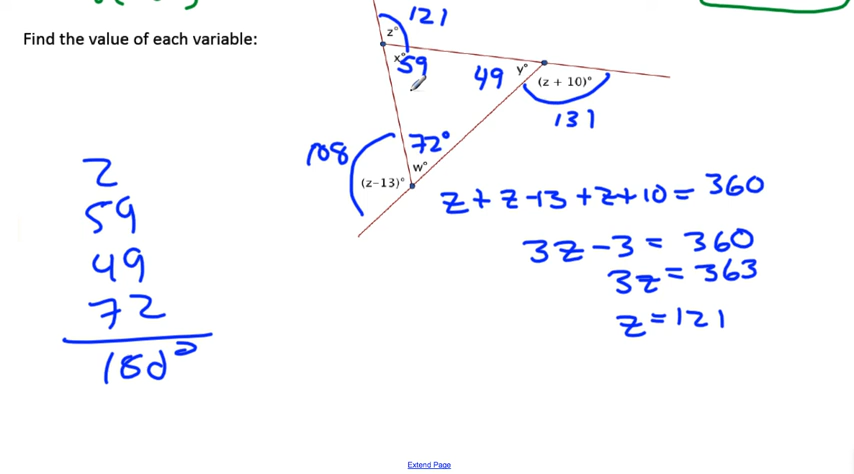 121
Find the value of each variable:
z°
x°
59
49
y°
(z + 10)°
131
108
72°
w°
(z–13)°
z + z - 13 + z + 10 = 360
3z - 3 = 360
3z = 363
z = 121
2
59
49
72
180°
Extend Page